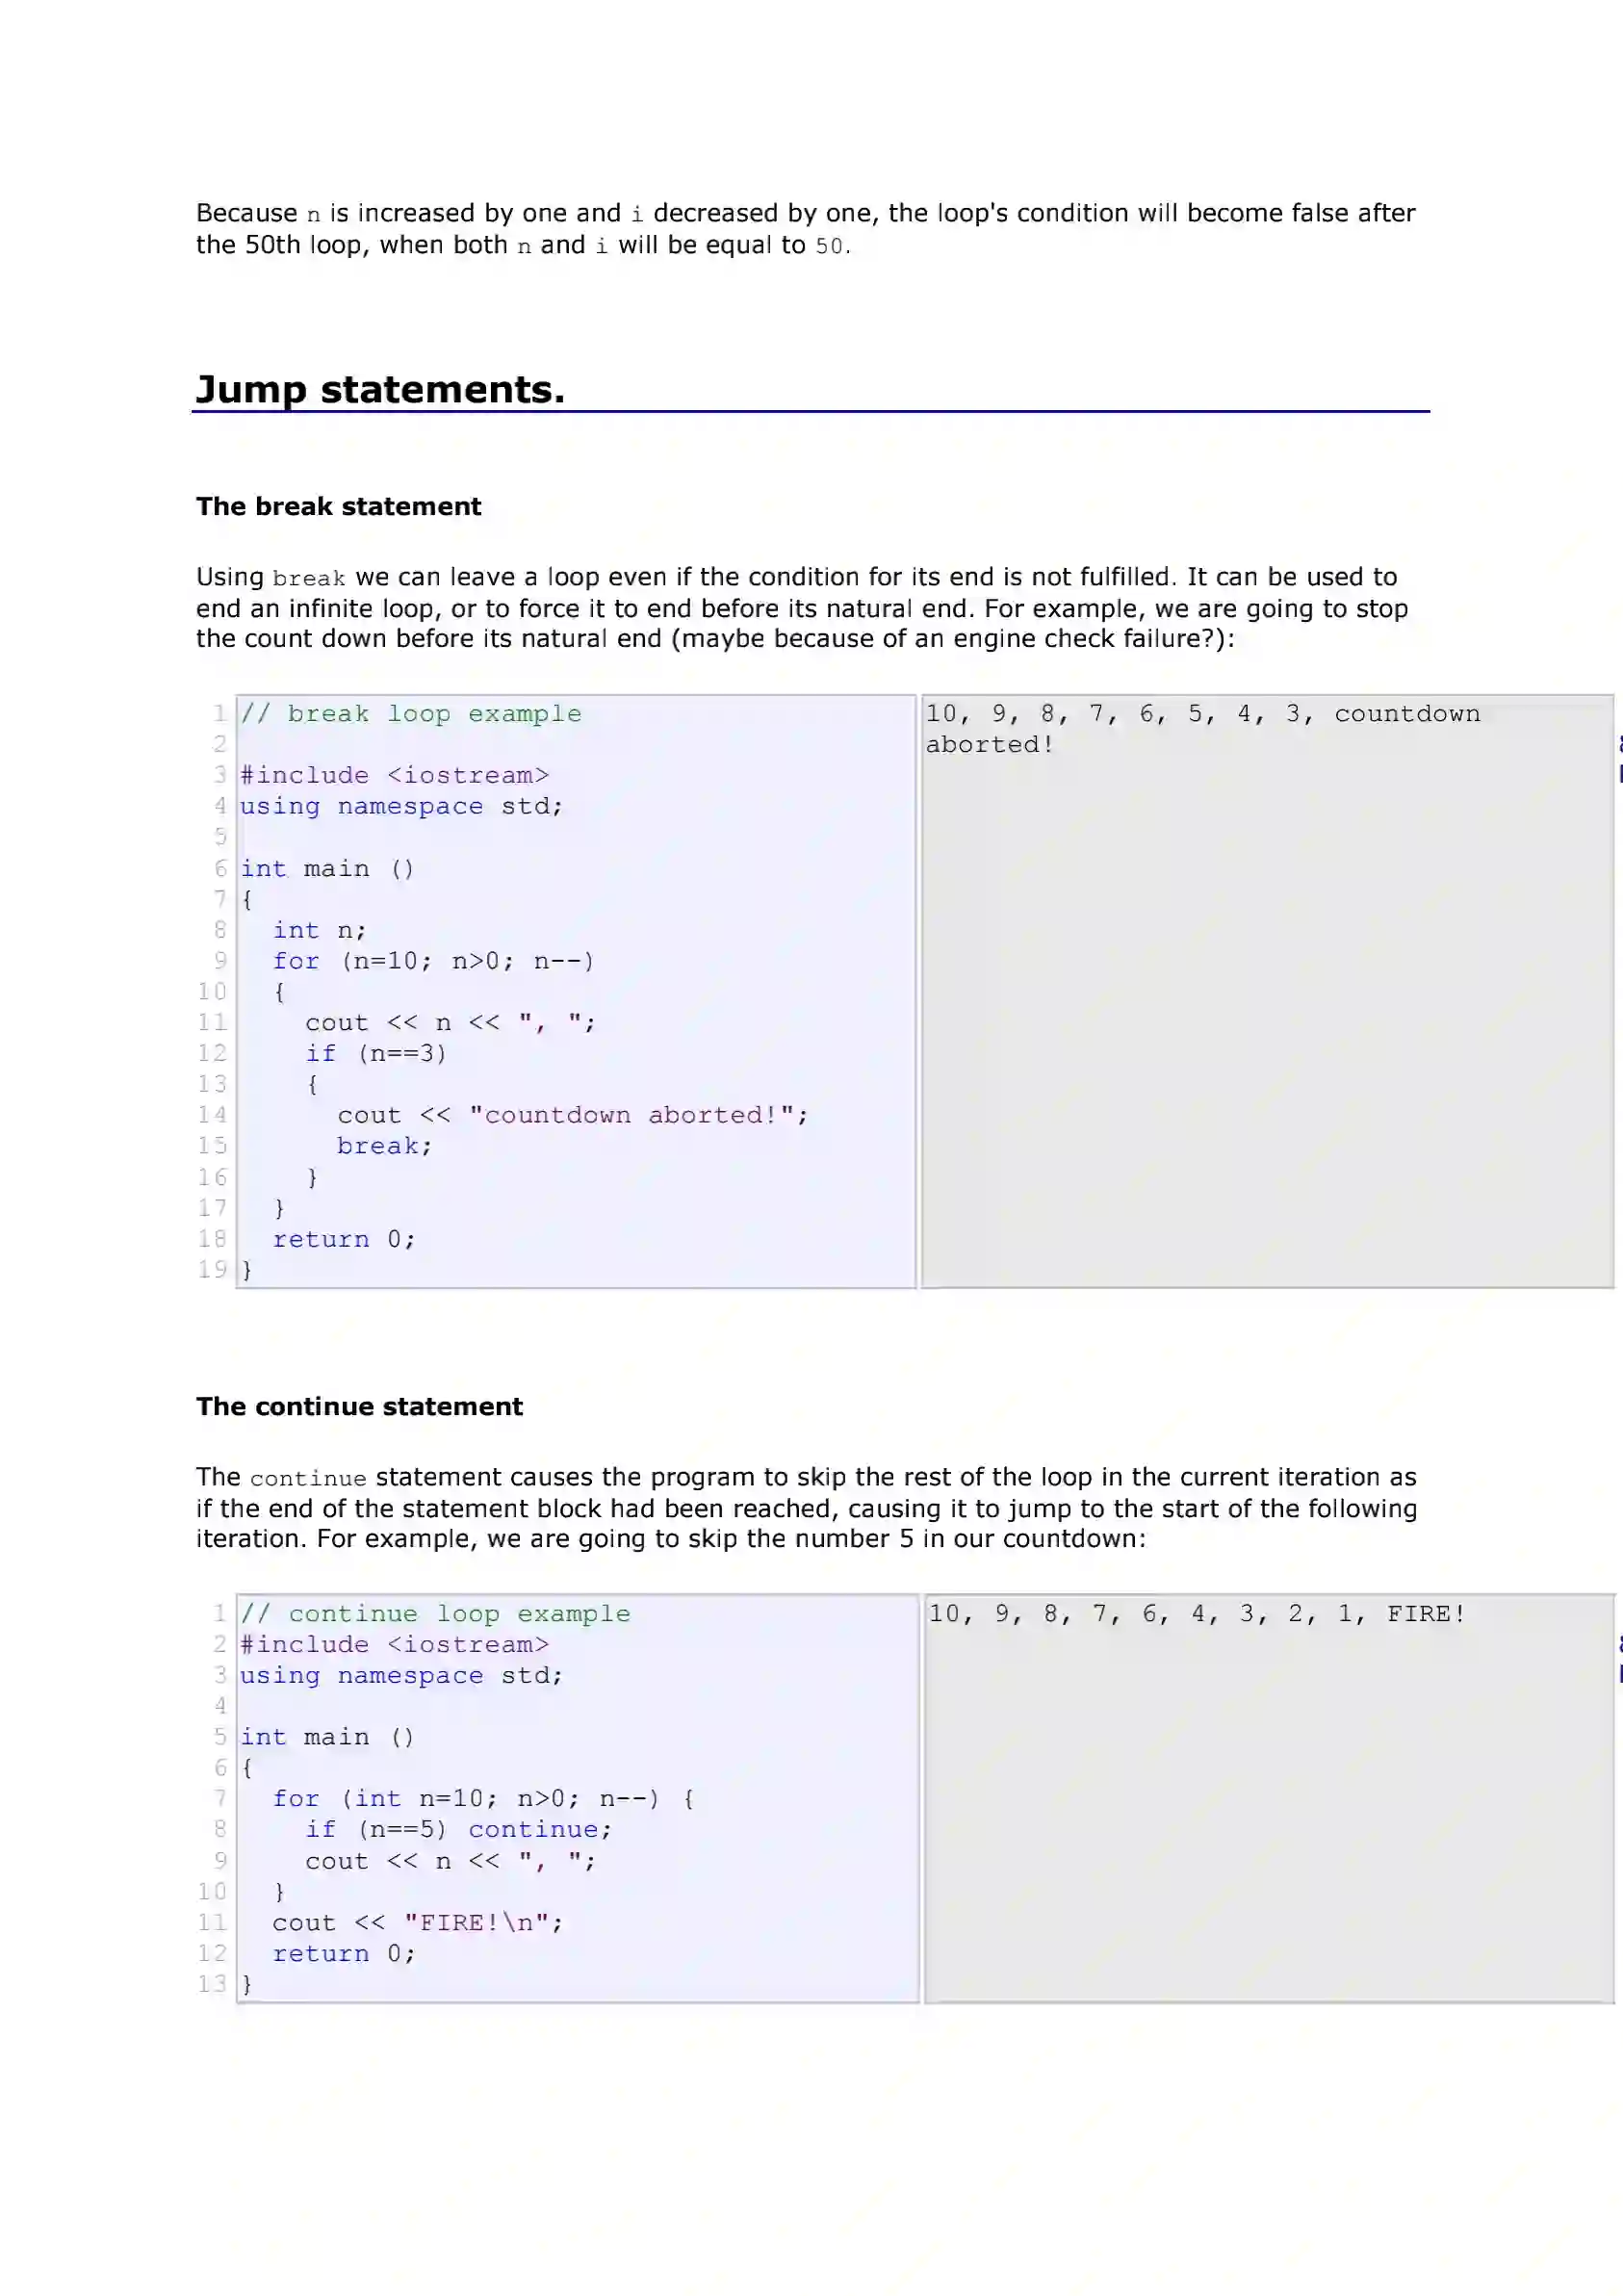 Because n is increased by one and i decreased by one, the loop's condition will become false after
the 50th loop, when both n and i will be equal to 50.
Jump statements.
The break statement
Using break we can leave a loop even if the condition for its end is not fulfilled. It can be used to
end an infinite loop, or to force it to end before its natural end. For example, we are going to stop
the count down before its natural end (maybe because of an engine check failure?):
1 // break loop example
2
3 #include <iostream>
4 using namespace std;
5
6 int main ()
7 {
8   int n;
9   for (n=10; n>0; n--)
10   {
11     cout << n << ", ";
12     if (n==3)
13     {
14       cout << "countdown aborted!";
15       break;
16     }
17   }
18   return 0;
19 }
10, 9, 8, 7, 6, 5, 4, 3, countdown
aborted!
The continue statement
The continue statement causes the program to skip the rest of the loop in the current iteration as
if the end of the statement block had been reached, causing it to jump to the start of the following
iteration. For example, we are going to skip the number 5 in our countdown:
1 // continue loop example
2 #include <iostream>
3 using namespace std;
4
5 int main ()
6 {
7   for (int n=10; n>0; n--) {
8     if (n==5) continue;
9     cout << n << ", ";
10   }
11   cout << "FIRE!\n";
12   return 0;
13 }
10, 9, 8, 7, 6, 4, 3, 2, 1, FIRE!